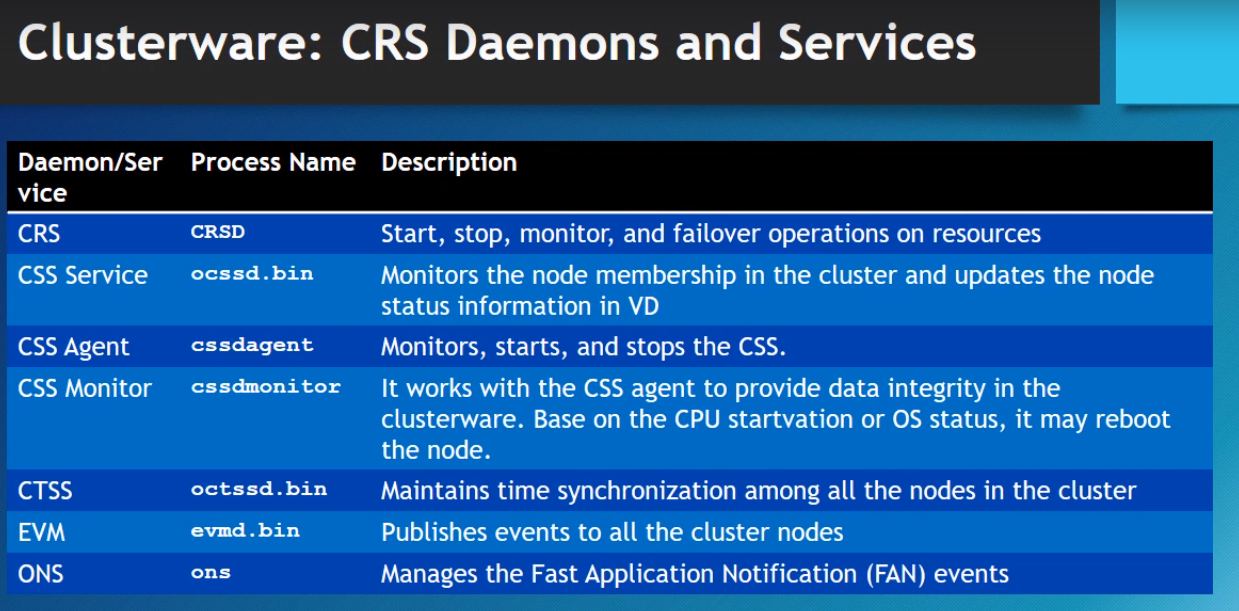 Clusterware: CRS Daemons and Services
Daemon/Ser Process Name Description
vice
CRS CRSD Start, stop, monitor, and failover operations on resources
CSS Service ocssd.bin Monitors the node membership in the cluster and updates the node
status information in VD
CSS Agent cssdagent Monitors, starts, and stops the CSS.
CSS Monitor cssdmonitor It works with the CSS agent to provide data integrity in the
clusterware. Base on the CPU startvation or OS status, it may reboot
the node.
CTSS octssd.bin Maintains time synchronization among all the nodes in the cluster
EVM evmd.bin Publishes events to all the cluster nodes
ONS ons Manages the Fast Application Notification (FAN) events